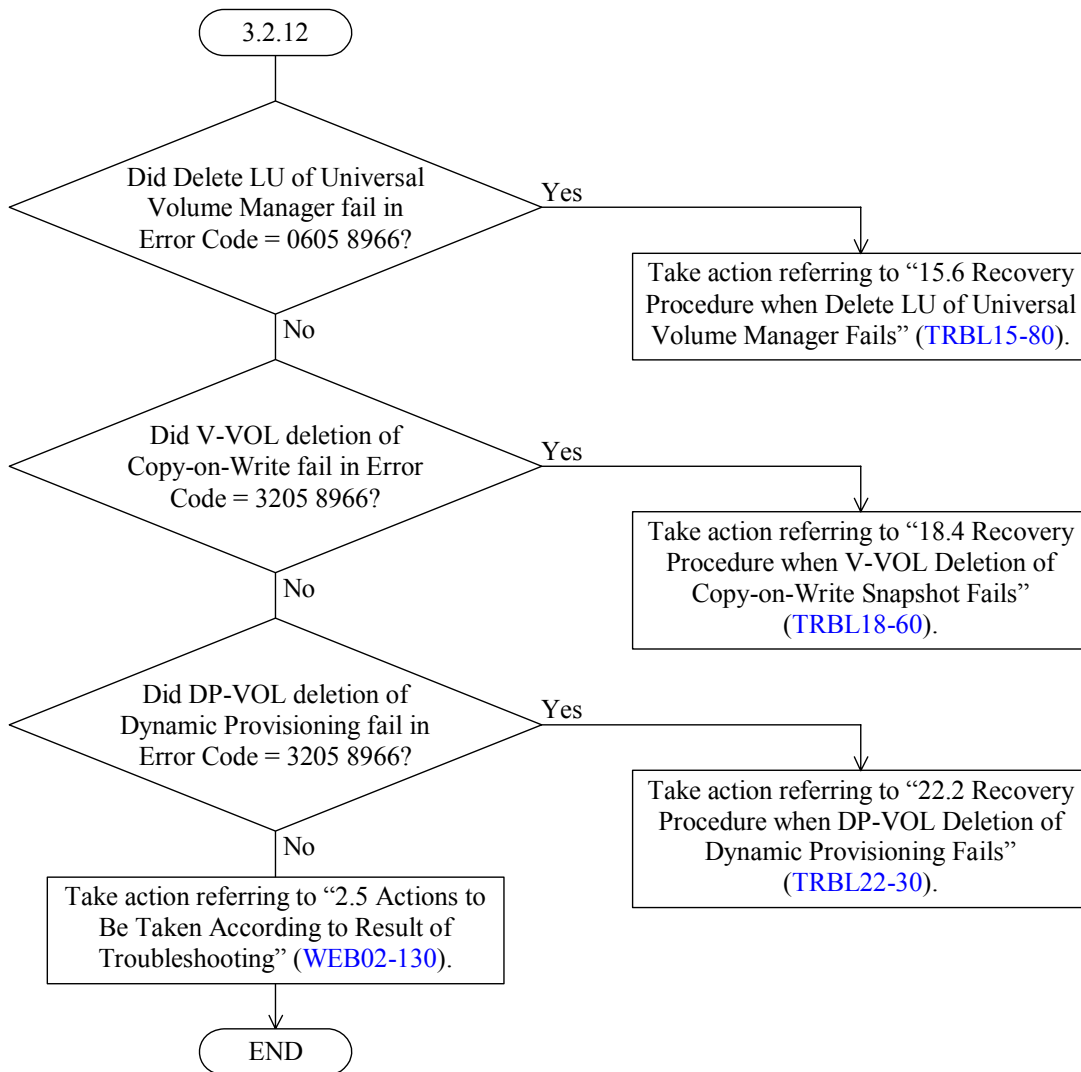 3.2.12
Did Delete LU of Universal
Volume Manager fail in
Error Code = 0605 8966?
Yes
Take action referring to “15.6 Recovery
Procedure when Delete LU of Universal
Volume Manager Fails” (TRBL15-80).
No
Did V-VOL deletion of
Copy-on-Write fail in Error
Code = 3205 8966?
Yes
Take action referring to “18.4 Recovery
Procedure when V-VOL Deletion of
Copy-on-Write Snapshot Fails”
(TRBL18-60).
No
Did DP-VOL deletion of
Dynamic Provisioning fail in
Error Code = 3205 8966?
Yes
Take action referring to “22.2 Recovery
Procedure when DP-VOL Deletion of
Dynamic Provisioning Fails”
(TRBL22-30).
No
Take action referring to “2.5 Actions to
Be Taken According to Result of
Troubleshooting” (WEB02-130).
END